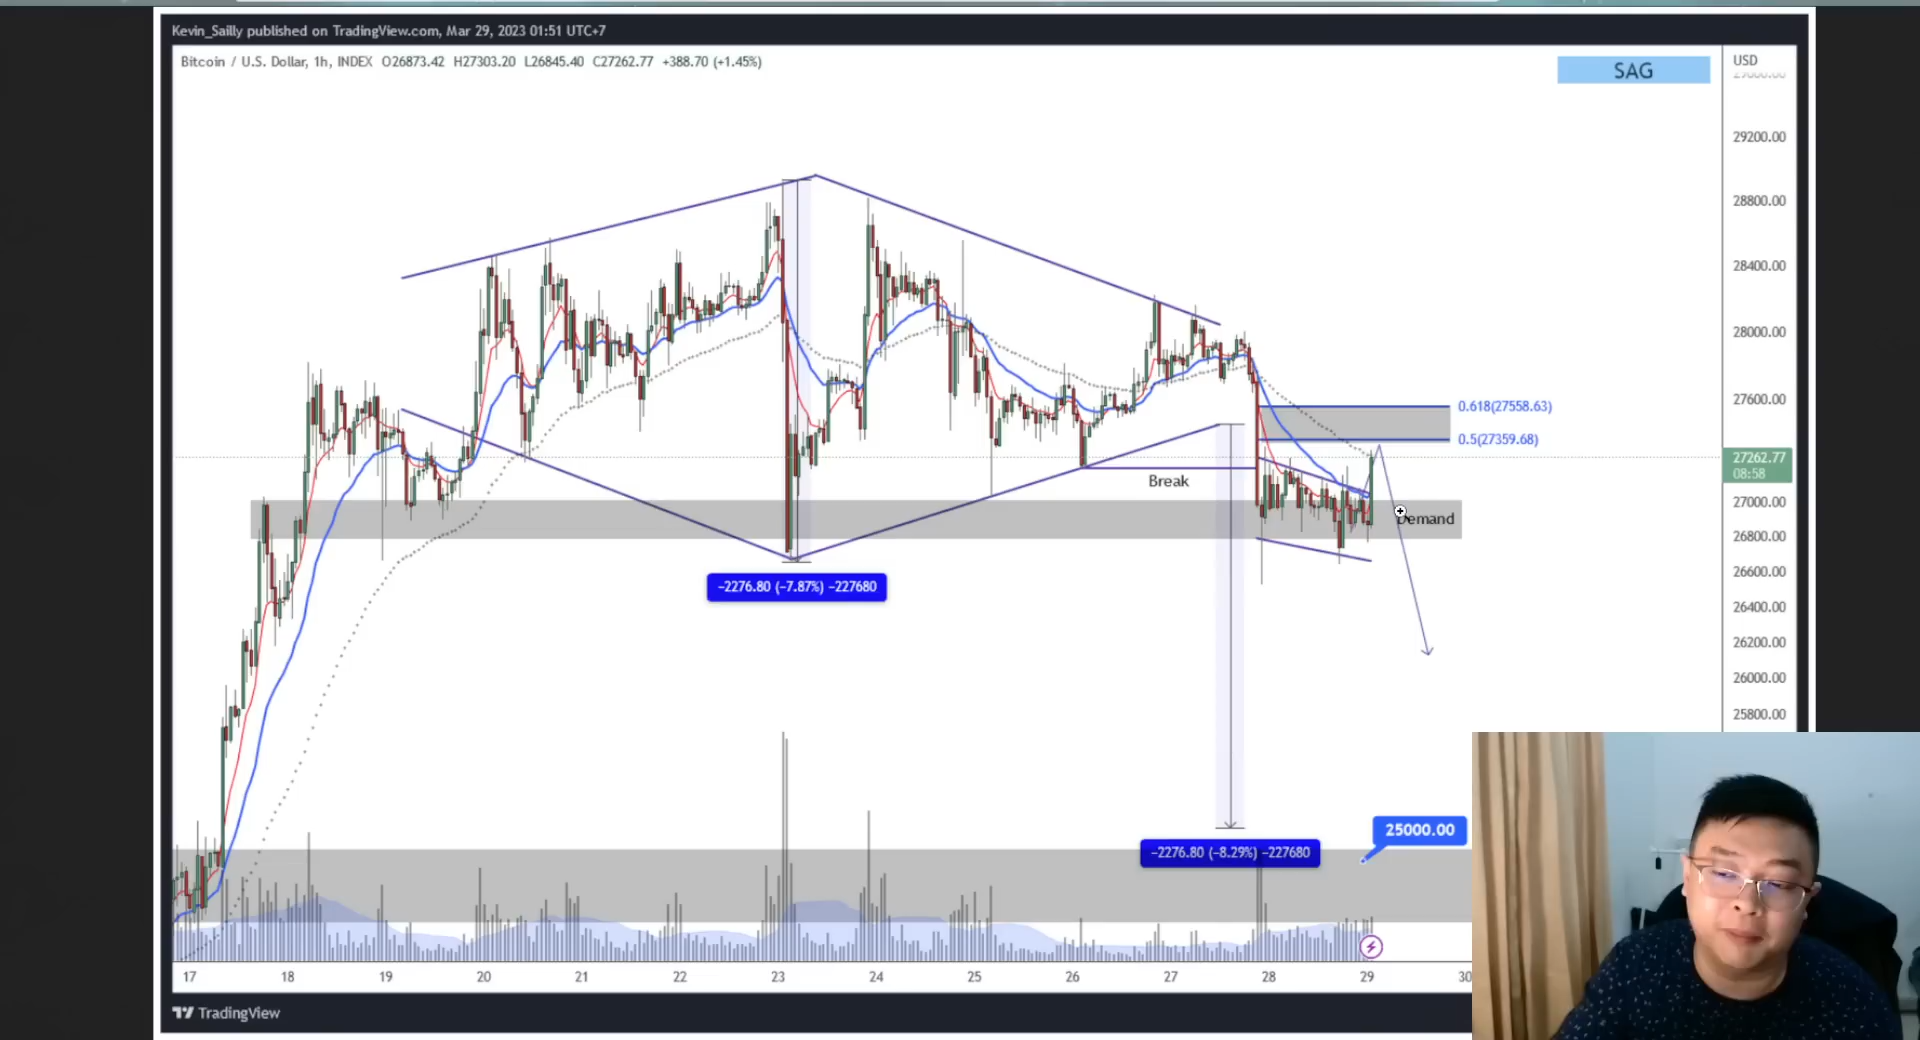 Kevin_Sailly published on TradingView.com, Mar 29, 2023 01:51 UTC+7
Bitcoin / U.S. Dollar, 1h, INDEX O26873.42 H27303.20 L26845.40 C27262.77 +388.70 (+1.45%)
SAG
USD
29200.00
28800.00
28400.00
28000.00
27600.00
0.618(27558.63)
0.5(27359.68)
27262.77
08:58
Break
27000.00
Demand
26800.00
26600.00
−2276.80 (−7.87%) −227680
26400.00
26200.00
26000.00
25800.00
25000.00
−2276.80 (−8.29%) −227680
17 18 19 20 21 22 23 24 25 26 27 28 29 30
TradingView